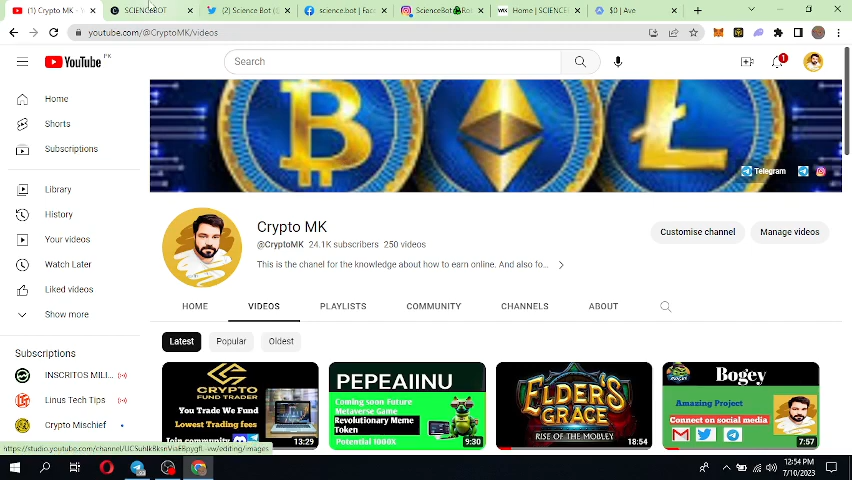 (1) Crypto MK - Y
SCIENCEBOT
(2) Science Bot (
science.bot | Face
ScienceBot
Home | SCIENCE
$0 | Ave
youtube.com/@CryptoMK/videos
YouTube PK
Search
1
Home
Shorts
Subscriptions
Library
History
Your videos
Watch Later
Liked videos
Show more
Subscriptions
INSCRITOS MILI...
Linus Tech Tips
Crypto Mischief
Telegram
Crypto MK
@CryptoMK 24.1K subscribers 250 videos
This is the chanel for the knowledge about how to earn online. And also fo...
Customise channel
Manage videos
HOME
VIDEOS
PLAYLISTS
COMMUNITY
CHANNELS
ABOUT
Latest
Popular
Oldest
CRYPTO
FUND TRADER
You Trade We Fund
Lowest Trading fees
Join community
13:29
PEPEAIINU
Coming soon Future
Metaverse Game
Revolutionary Meme
Token
Potential 1000X
9:30
ELDER'S
GRACE
RISE OF THE MOBLEY
18:54
Bogey
Amazing Project
Connect on social media
7:57
12:54 PM
7/10/2023